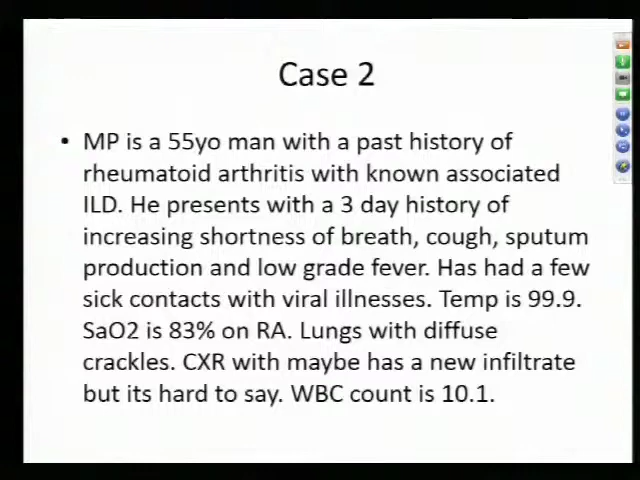 Case 2
• MP is a 55yo man with a past history of
rheumatoid arthritis with known associated
ILD. He presents with a 3 day history of
increasing shortness of breath, cough, sputum
production and low grade fever. Has had a few
sick contacts with viral illnesses. Temp is 99.9.
SaO2 is 83% on RA. Lungs with diffuse
crackles. CXR with maybe has a new infiltrate
but its hard to say. WBC count is 10.1.